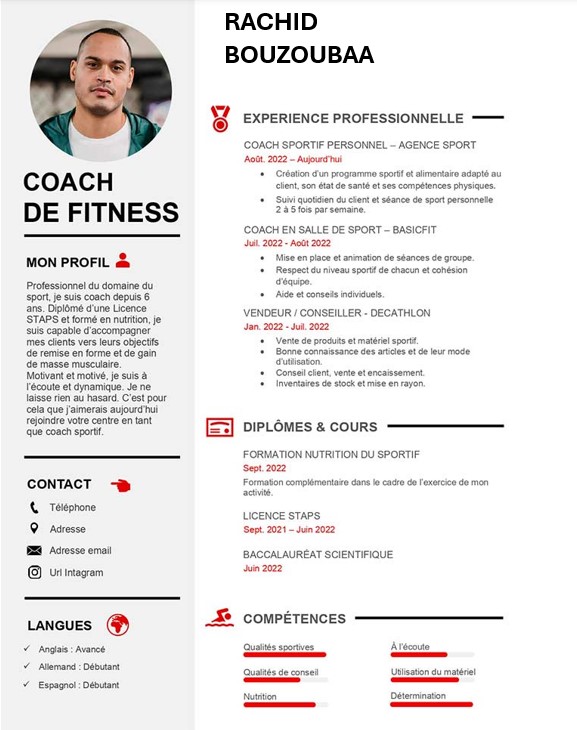 RACHID
BOUZOUBAA
COACH
DE FITNESS
MON PROFIL
Professionnel du domaine du
sport, je suis coach depuis 6
ans. Diplômé d'une Licence
STAPS et formé en nutrition, je
suis capable d'accompagner
mes clients vers leurs objectifs
de remise en forme et de gain
de masse musculaire.
Motivant et motivé, je suis à
l'écoute et dynamique. Je ne
laisse rien au hasard. C'est pour
cela que j'aimerais aujourd'hui
rejoindre votre centre en tant
que coach sportif.
CONTACT
Téléphone
Adresse
Adresse email
Url Intagram
LANGUES
Anglais : Avancé
Allemand : Débutant
Espagnol : Débutant
EXPERIENCE PROFESSIONNELLE
COACH SPORTIF PERSONNEL – AGENCE SPORT
Août. 2022 – Aujourd'hui
• Création d'un programme sportif et alimentaire adapté au
client, son état de santé et ses compétences physiques.
• Suivi quotidien du client et séance de sport personnelle
2 à 5 fois par semaine.
COACH EN SALLE DE SPORT – BASICFIT
Juil. 2022 - Août 2022
• Mise en place et animation de séances de groupe.
• Respect du niveau sportif de chacun et cohésion
d'équipe.
• Aide et conseils individuels.
VENDEUR / CONSEILLER - DECATHLON
Jan. 2022 - Juil. 2022
• Vente de produits et matériel sportif.
• Bonne connaissance des articles et de leur mode
d'utilisation.
• Conseil client, vente et encaissement.
• Inventaires de stock et mise en rayon.
DIPLÔMES & COURS
FORMATION NUTRITION DU SPORTIF
Sept. 2022
Formation complémentaire dans le cadre de l'exercice de mon
activité.
LICENCE STAPS
Sept. 2021 – Juin 2022
BACCALAURÉAT SCIENTIFIQUE
Juin 2022
COMPÉTENCES
Qualités sportives
À l'écoute
Qualités de conseil
Utilisation du matériel
Nutrition
Détermination